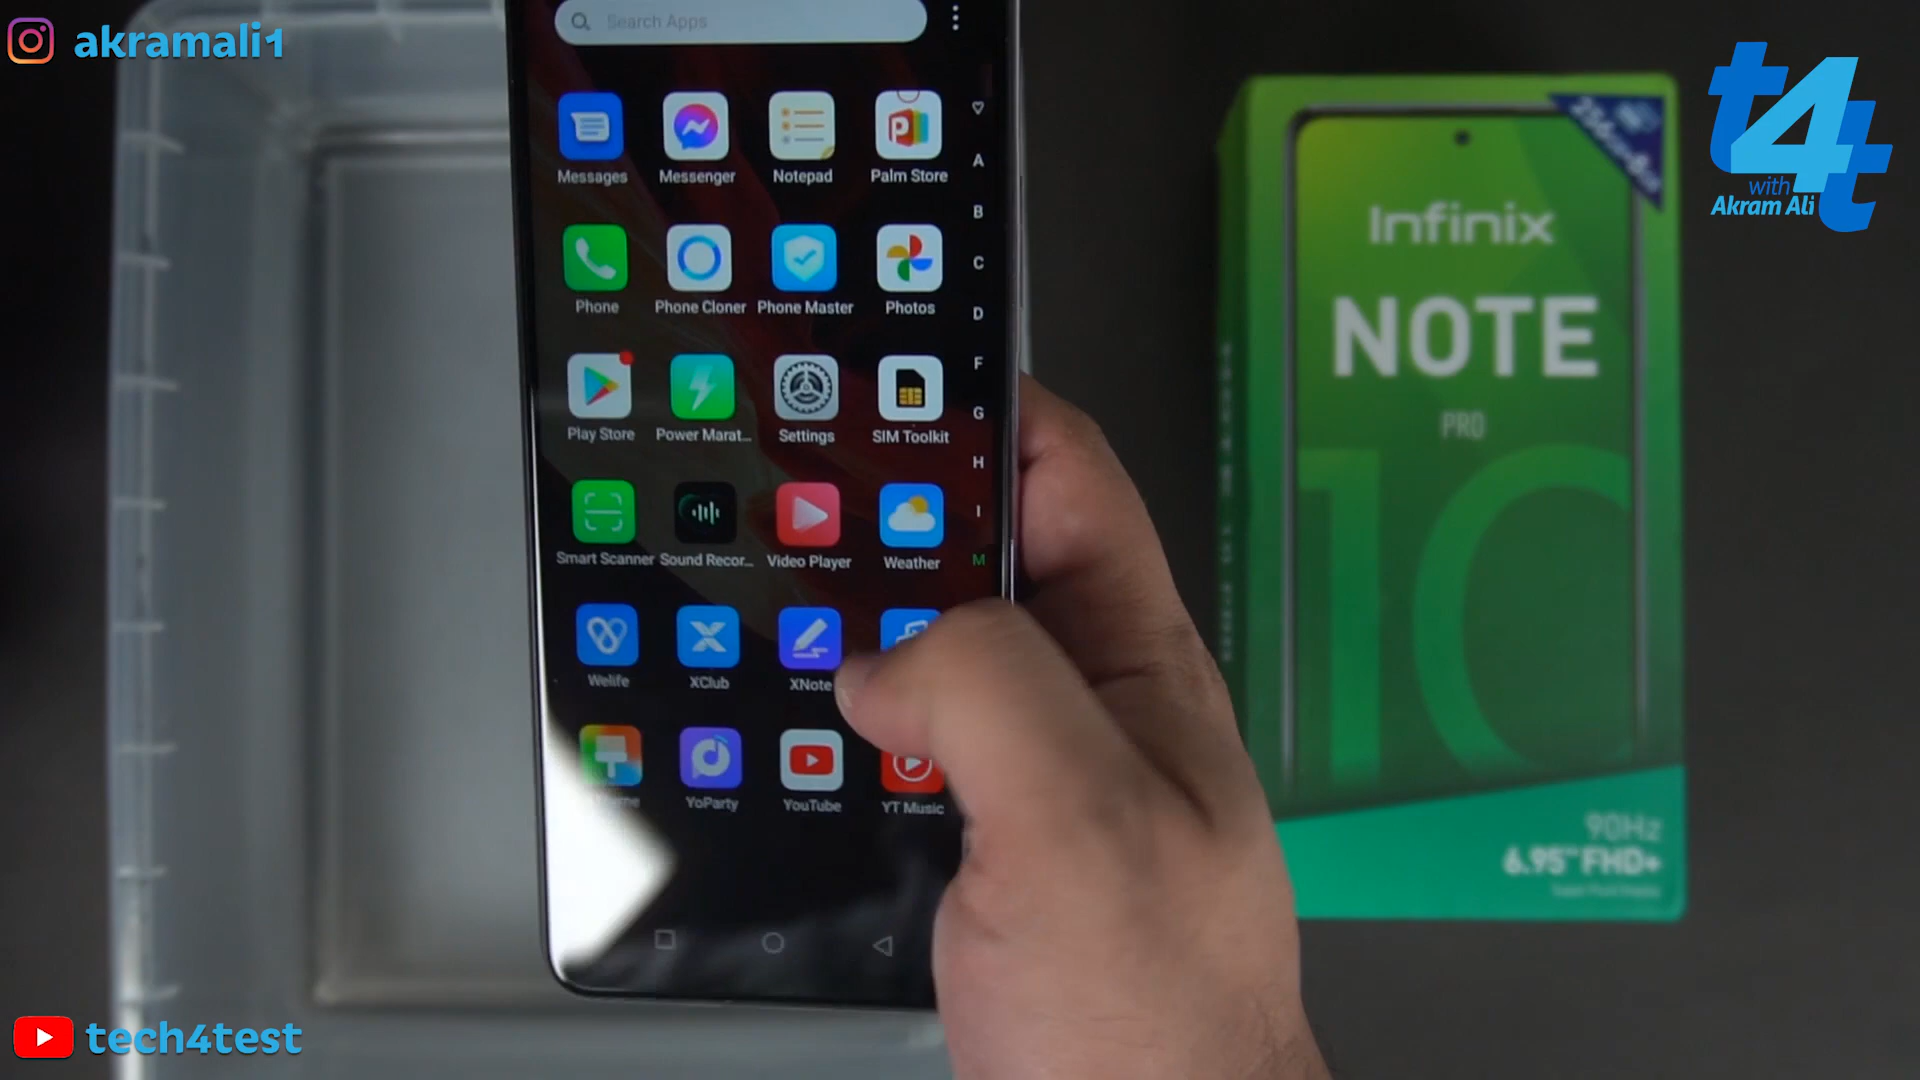 akramali1
Search Apps
t4t
with
Akram Ali
Messages
Messenger
Notepad
Palm Store
A
B
Phone
Phone Cloner
Phone Master
Photos
C
D
Play Store
Power Marat...
Settings
SIM Toolkit
F
G
H
Smart Scanner
Sound Recor...
Video Player
Weather
I
M
Welife
XClub
XNote
YoParty
YouTube
YT Music
Infinix
NOTE
PRO
10
90Hz
6.95" FHD+
tech4test